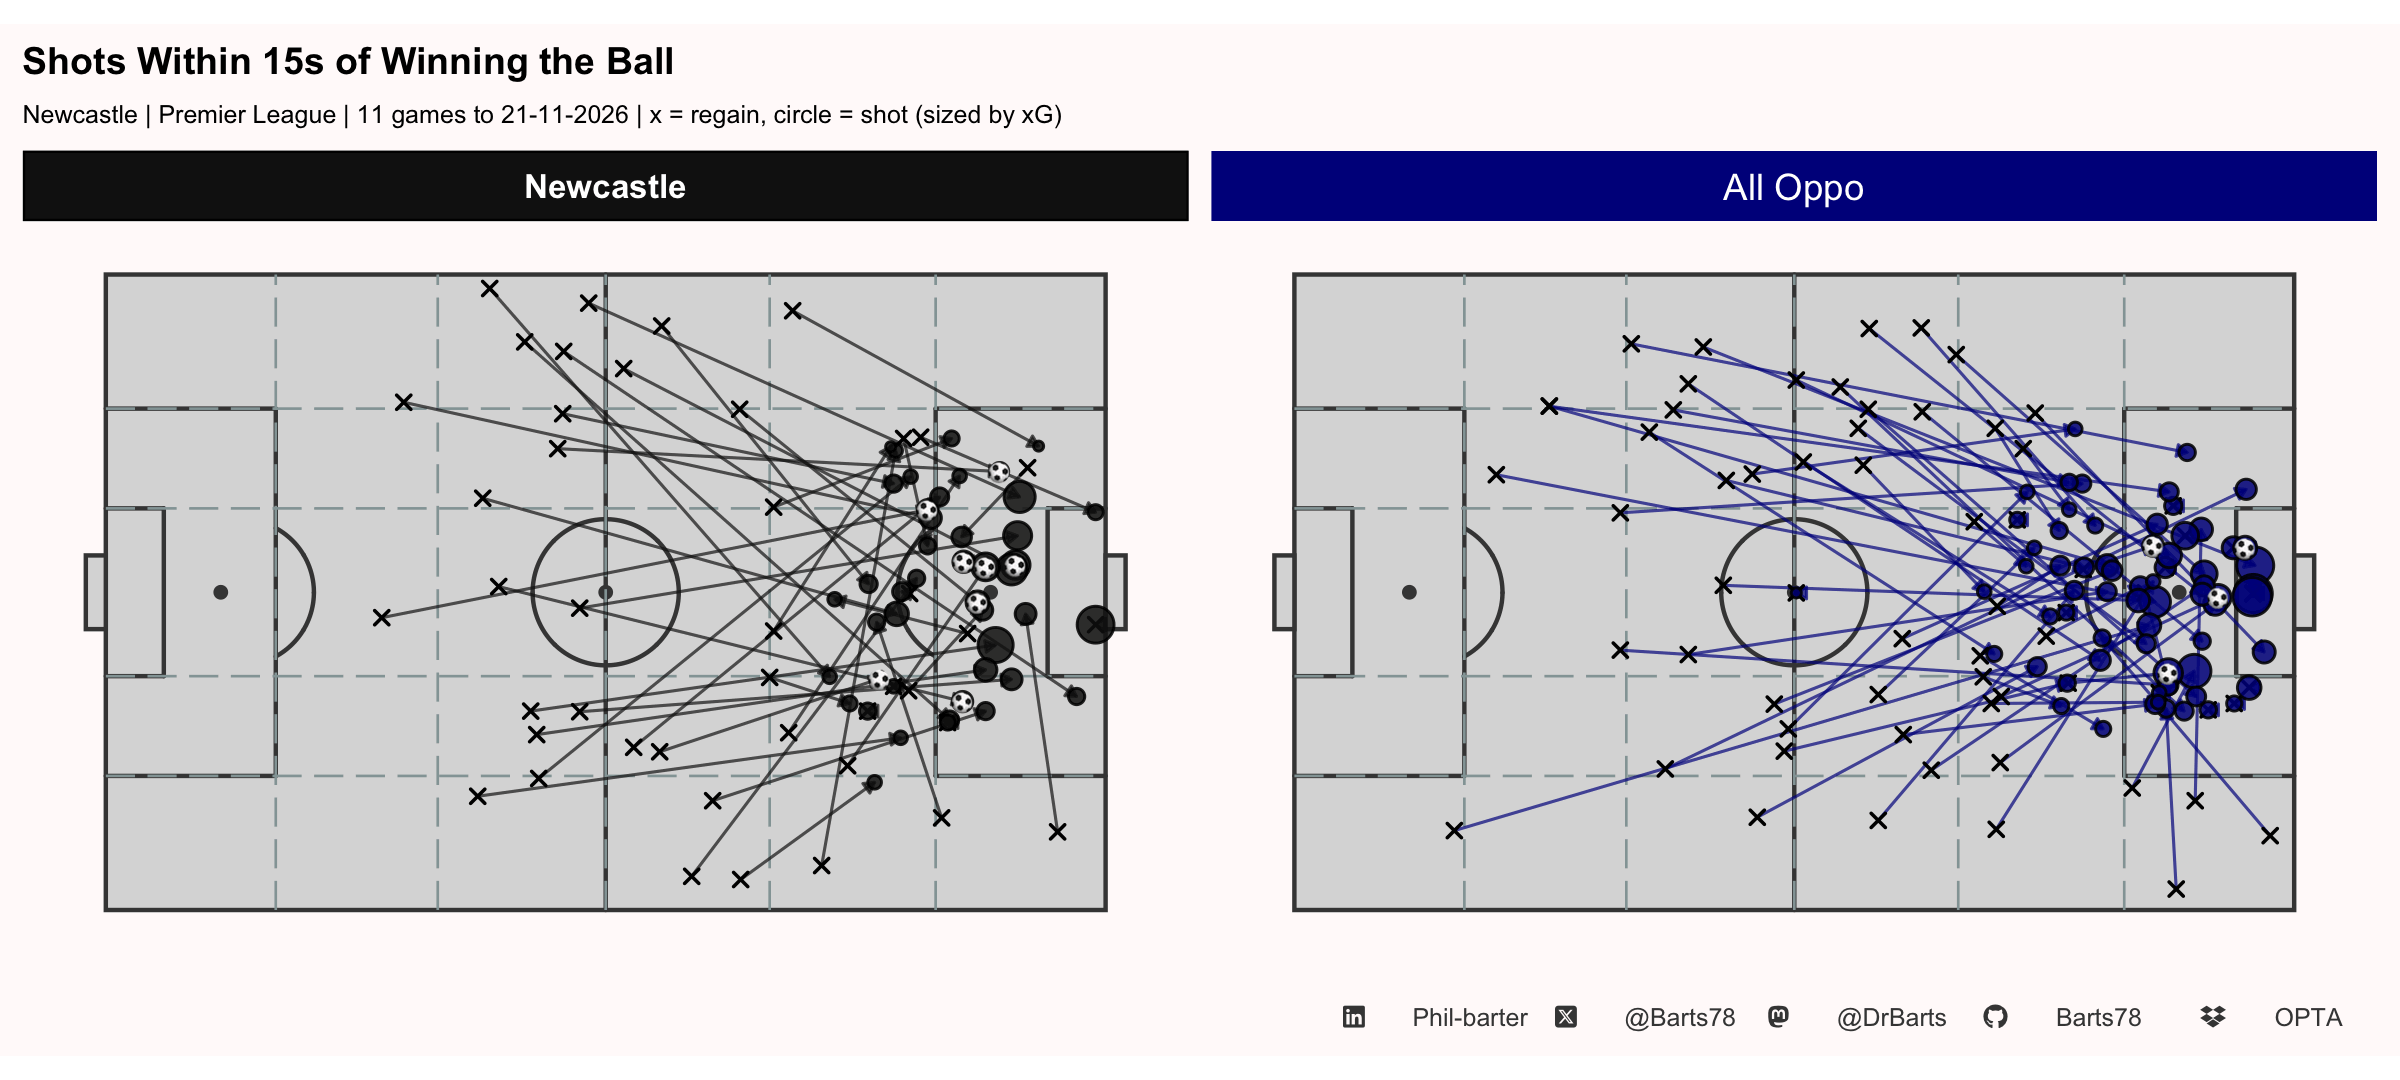 Shots Within 15s of Winning the Ball
Newcastle | Premier League | 11 games to 21-11-2026 | x = regain, circle = shot (sized by xG)
Newcastle
All Oppo
Phil-barter @Barts78 @DrBarts Barts78 OPTA